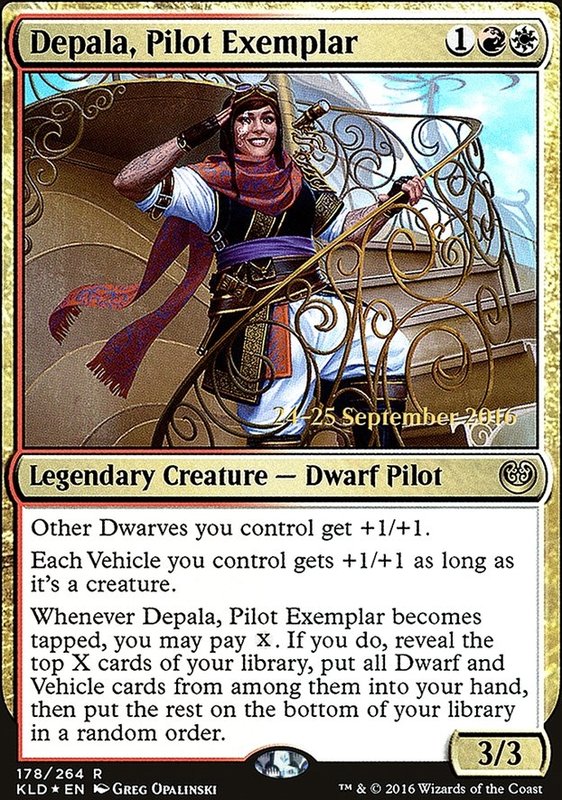 Depala, Pilot Exemplar 1
24–25 September 2016
Legendary Creature — Dwarf Pilot
Other Dwarves you control get +1/+1.
Each Vehicle you control gets +1/+1 as long as
it's a creature.
Whenever Depala, Pilot Exemplar becomes
tapped, you may pay X. If you do, reveal the
top X cards of your library, put all Dwarf and
Vehicle cards from among them into your hand,
then put the rest on the bottom of your library
in a random order.
3/3
178/264 R
KLD ★ EN Greg Opalinski
™ & © 2016 Wizards of the Coast